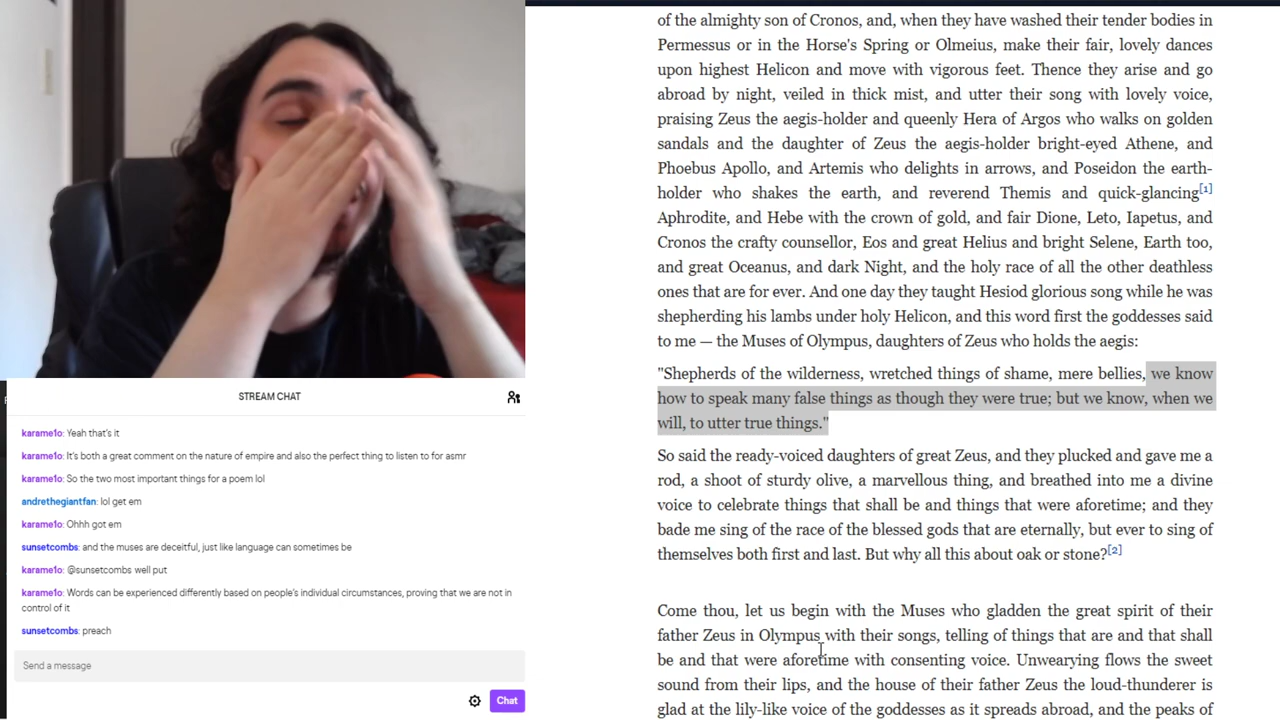 of the almighty son of Cronos, and, when they have washed their tender bodies in
Permessus or in the Horse's Spring or Olmeius, make their fair, lovely dances
upon highest Helicon and move with vigorous feet. Thence they arise and go
abroad by night, veiled in thick mist, and utter their song with lovely voice,
praising Zeus the aegis-holder and queenly Hera of Argos who walks on golden
sandals and the daughter of Zeus the aegis-holder bright-eyed Athene, and
Phoebus Apollo, and Artemis who delights in arrows, and Poseidon the earth-
holder who shakes the earth, and reverend Themis and quick-glancing[1]
Aphrodite, and Hebe with the crown of gold, and fair Dione, Leto, Iapetus, and
Cronos the crafty counsellor, Eos and great Helius and bright Selene, Earth too,
and great Oceanus, and dark Night, and the holy race of all the other deathless
ones that are for ever. And one day they taught Hesiod glorious song while he was
shepherding his lambs under holy Helicon, and this word first the goddesses said
to me — the Muses of Olympus, daughters of Zeus who holds the aegis:
"Shepherds of the wilderness, wretched things of shame, mere bellies, we know
how to speak many false things as though they were true; but we know, when we
will, to utter true things."
So said the ready-voiced daughters of great Zeus, and they plucked and gave me a
rod, a shoot of sturdy olive, a marvellous thing, and breathed into me a divine
voice to celebrate things that shall be and things that were aforetime; and they
bade me sing of the race of the blessed gods that are eternally, but ever to sing of
themselves both first and last. But why all this about oak or stone?[2]
Come thou, let us begin with the Muses who gladden the great spirit of their
father Zeus in Olympus with their songs, telling of things that are and that shall
be and that were aforetime with consenting voice. Unwearying flows the sweet
sound from their lips, and the house of their father Zeus the loud-thunderer is
glad at the lily-like voice of the goddesses as it spreads abroad, and the peaks of
STREAM CHAT
karame1o: Yeah that's it
karame1o: It's both a great comment on the nature of empire and also the perfect thing to listen to for asmr
karame1o: So the two most important things for a poem lol
andrethegiantfan: lol get em
karame1o: Ohhh got em
sunsetcombs: and the muses are deceitful, just like language can sometimes be
karame1o: @sunsetcombs well put
karame1o: Words can be experienced differently based on people's individual circumstances, proving that we are not in
control of it
sunsetcombs: preach
Send a message
Chat